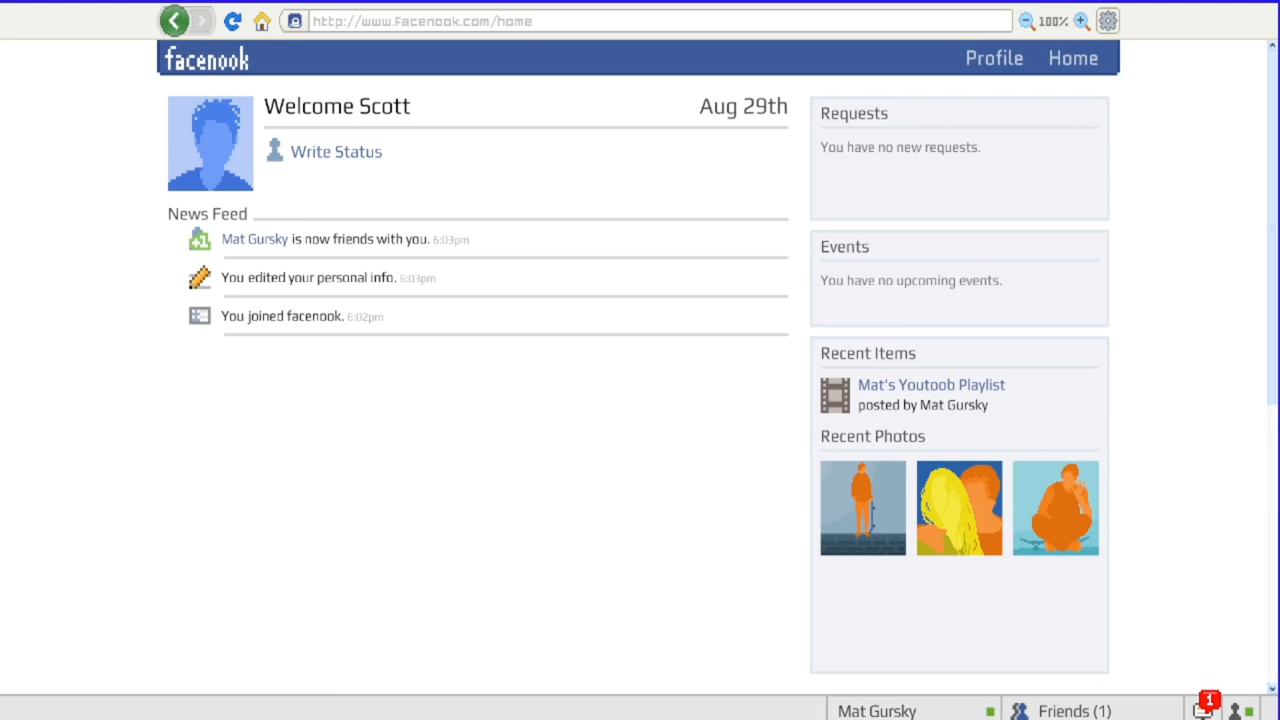 http://www.facenook.com/home
100%
facenook
Profile
Home
Welcome Scott
Aug 29th
Write Status
News Feed
Mat Gursky is now friends with you. 6:03pm
You edited your personal info. 6:03pm
You joined facenook. 6:02pm
Requests
You have no new requests.
Events
You have no upcoming events.
Recent Items
Mat's Youtoob Playlist
posted by Mat Gursky
Recent Photos
Mat Gursky
Friends (1)
1